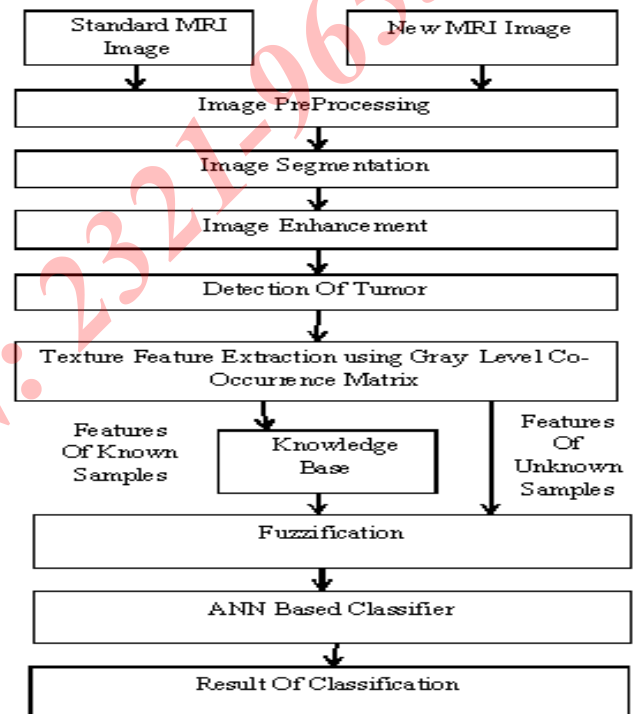 Standard MRI
Image
New MRI Image
Image PreProcessing
Image Segmentation
Image Enhancement
Detection Of Tumor
Texture Feature Extraction using Gray Level Co-
Occurrence Matrix
Features
Of Known
Samples
Knowledge
Base
Features
Of
Unknown
Samples
Fuzzification
ANN Based Classifier
Result Of Classification
: 2321-965